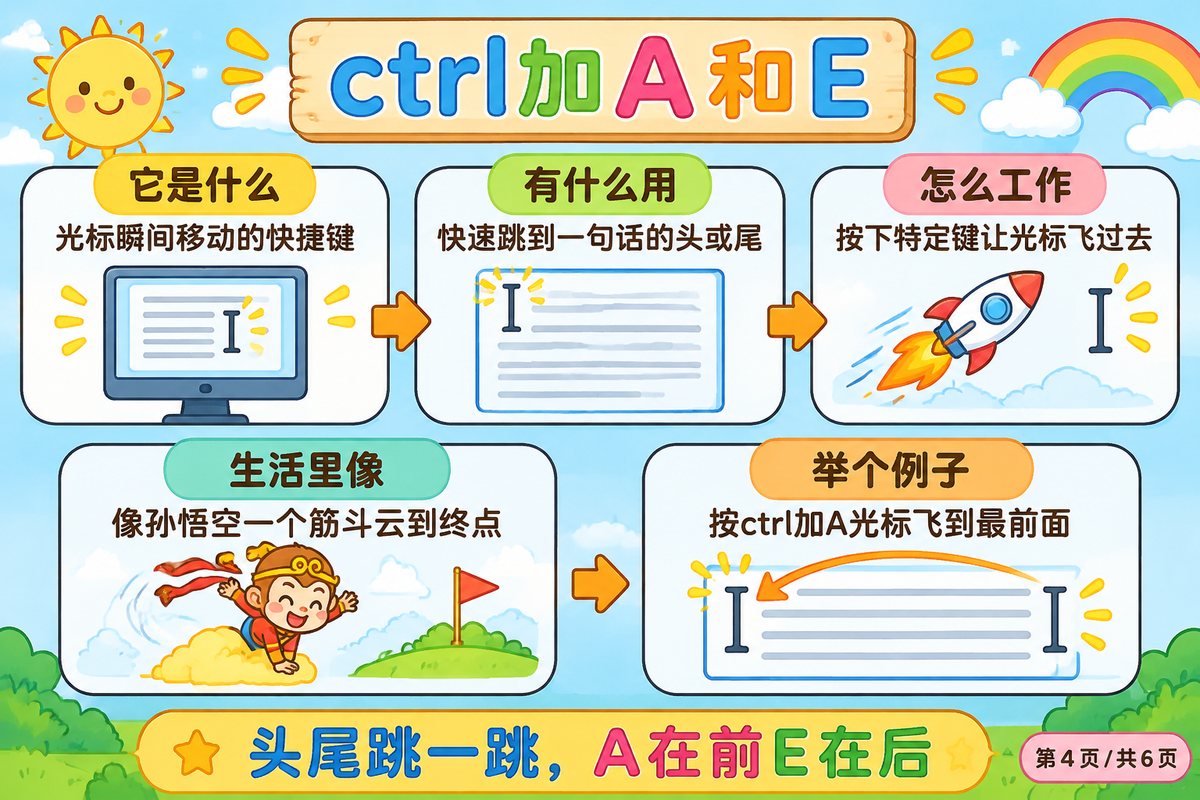 ctrl加A和E
它是什么
光标瞬间移动的快捷键
有什么用
快速跳到一句话的头或尾
怎么工作
按下特定键让光标飞过去
生活里像
像孙悟空一个筋斗云到终点
举个例子
按ctrl加A光标飞到最前面
头尾跳一跳，A在前E在后
第4页/共6页